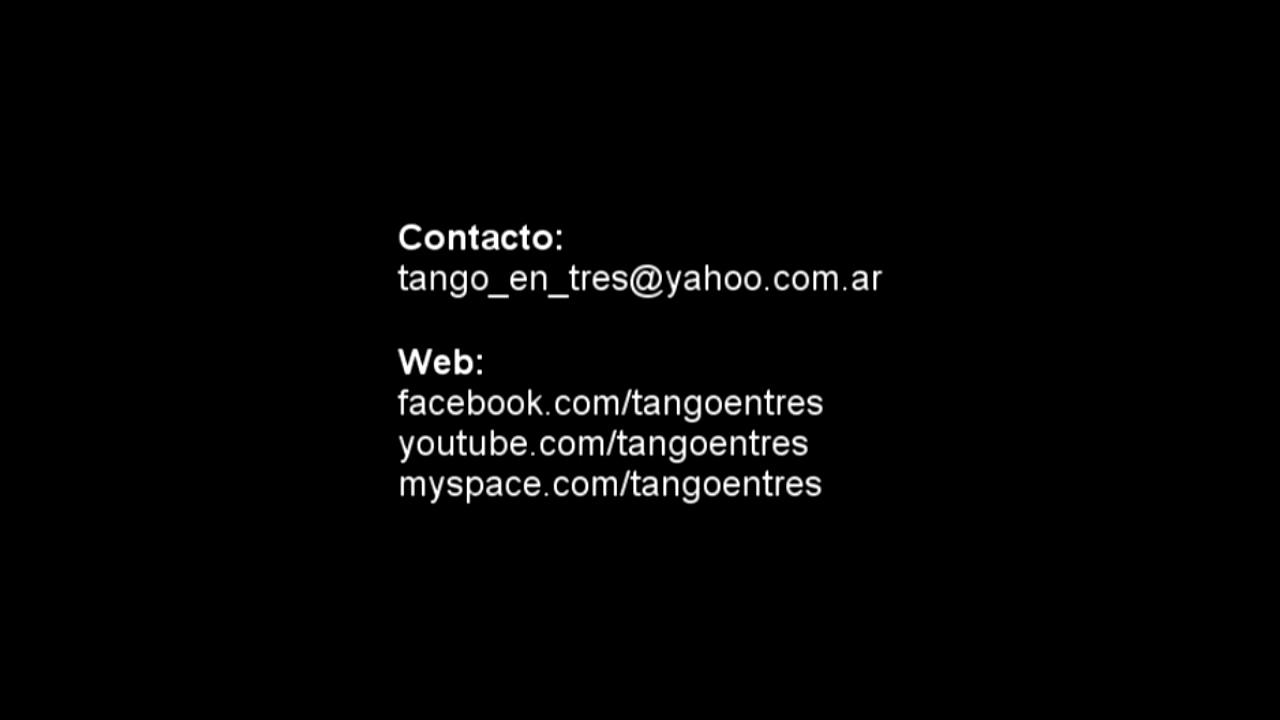 Contacto:
tango_en_tres@yahoo.com.ar
Web:
facebook.com/tangoentres
youtube.com/tangoentres
myspace.com/tangoentres